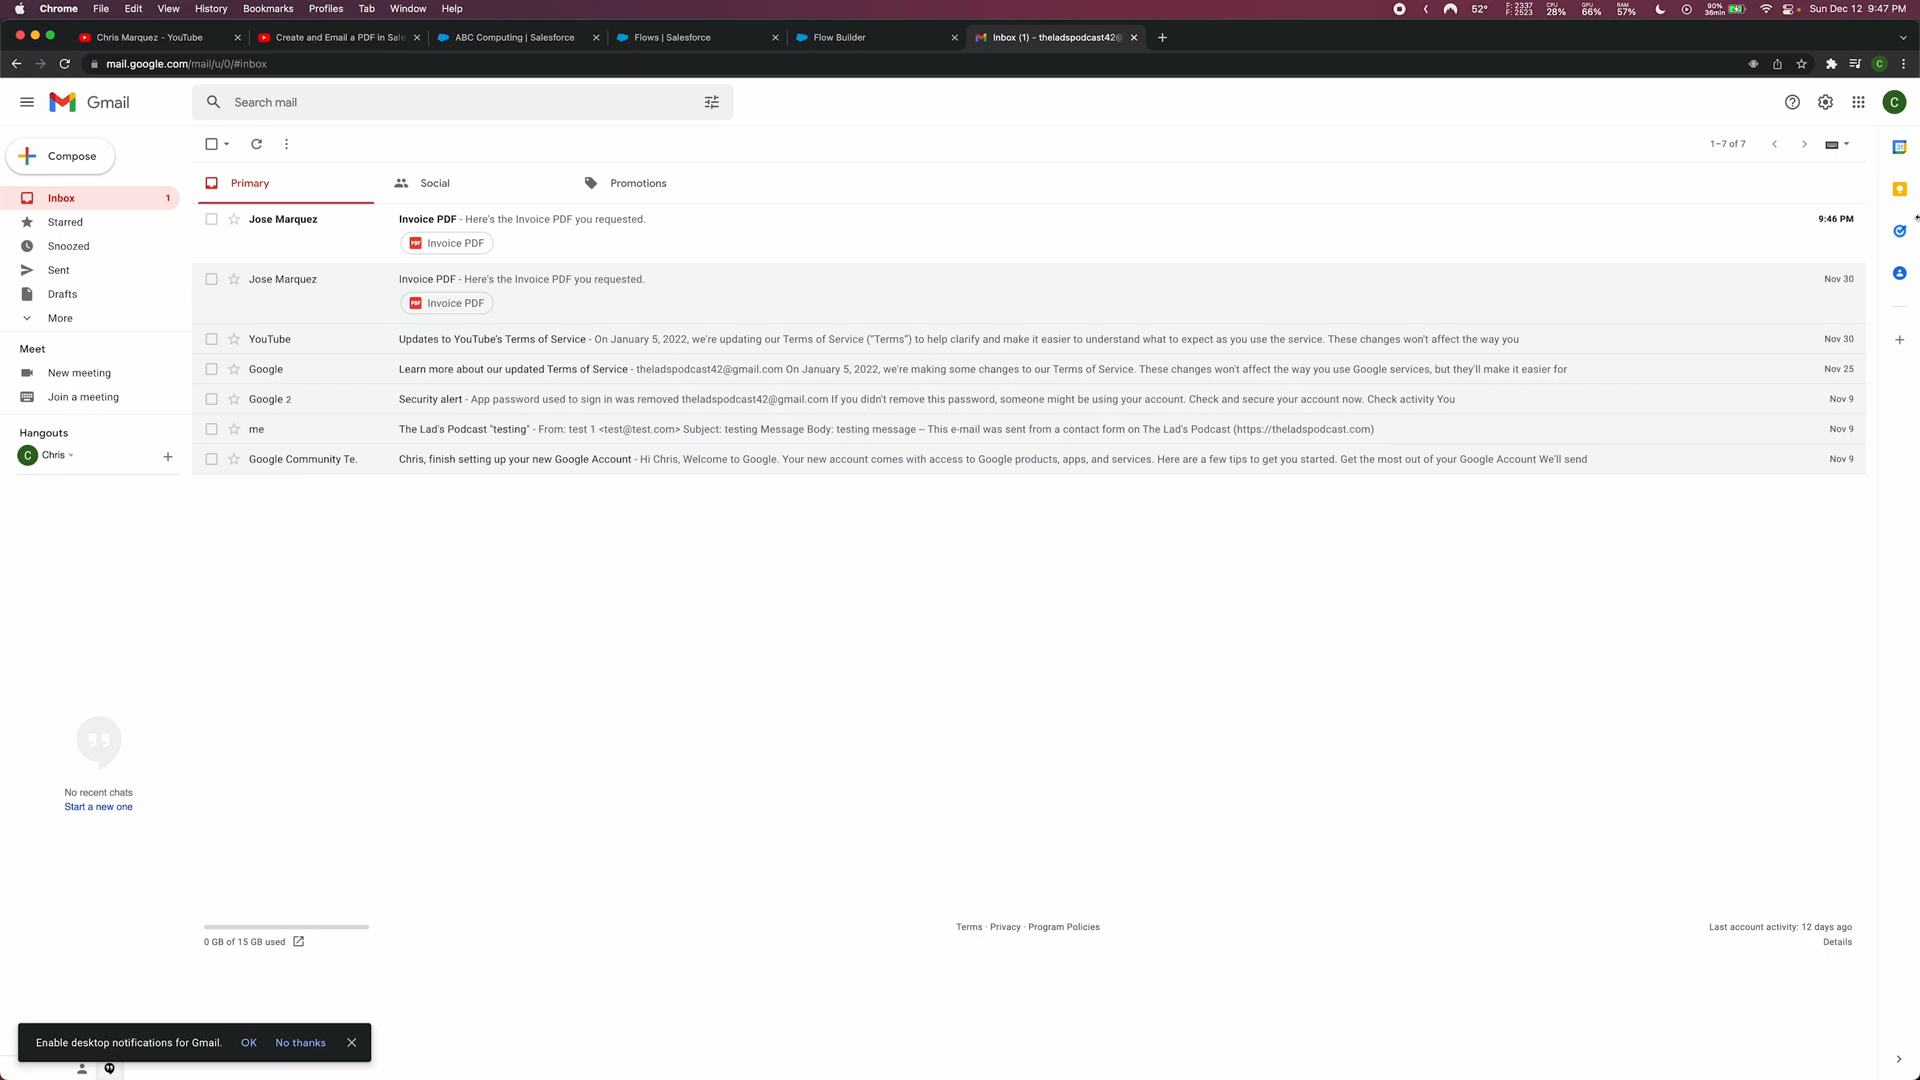 Chrome File Edit View History Bookmarks Profiles Tab Window Help 52° F: 2337 F: 2523 CPU 28% GPU 66% RAM 57% 90% 36min Sun Dec 12 9:47 PM
Chris Marquez - YouTube Create and Email a PDF in Sale ABC Computing | Salesforce Flows | Salesforce Flow Builder Inbox (1) - theladspodcast42@
mail.google.com/mail/u/0/#inbox C
Gmail Search mail C
Compose 1–7 of 7 31
Primary Social Promotions
Inbox 1
Starred
Snoozed
Sent
Drafts
More
Jose Marquez Invoice PDF - Here's the Invoice PDF you requested. 9:46 PM
PDF Invoice PDF
Jose Marquez Invoice PDF - Here's the Invoice PDF you requested. Nov 30
PDF Invoice PDF
YouTube Updates to YouTube's Terms of Service - On January 5, 2022, we're updating our Terms of Service ("Terms") to help clarify and make it easier to understand what to expect as you use the service. These changes won't affect the way you Nov 30
Google Learn more about our updated Terms of Service - theladspodcast42@gmail.com On January 5, 2022, we're making some changes to our Terms of Service. These changes won't affect the way you use Google services, but they'll make it easier for Nov 25
Google 2 Security alert - App password used to sign in was removed theladspodcast42@gmail.com If you didn't remove this password, someone might be using your account. Check and secure your account now. Check activity You Nov 9
me The Lad's Podcast "testing" - From: test 1 <test@test.com> Subject: testing Message Body: testing message -- This e-mail was sent from a contact form on The Lad's Podcast (https://theladspodcast.com) Nov 9
Google Community Te. Chris, finish setting up your new Google Account - Hi Chris, Welcome to Google. Your new account comes with access to Google products, apps, and services. Here are a few tips to get you started. Get the most out of your Google Account We'll send Nov 9
Meet
New meeting
Join a meeting
Hangouts
C Chris
No recent chats
Start a new one
0 GB of 15 GB used
Terms · Privacy · Program Policies
Last account activity: 12 days ago
Details
Enable desktop notifications for Gmail. OK No thanks